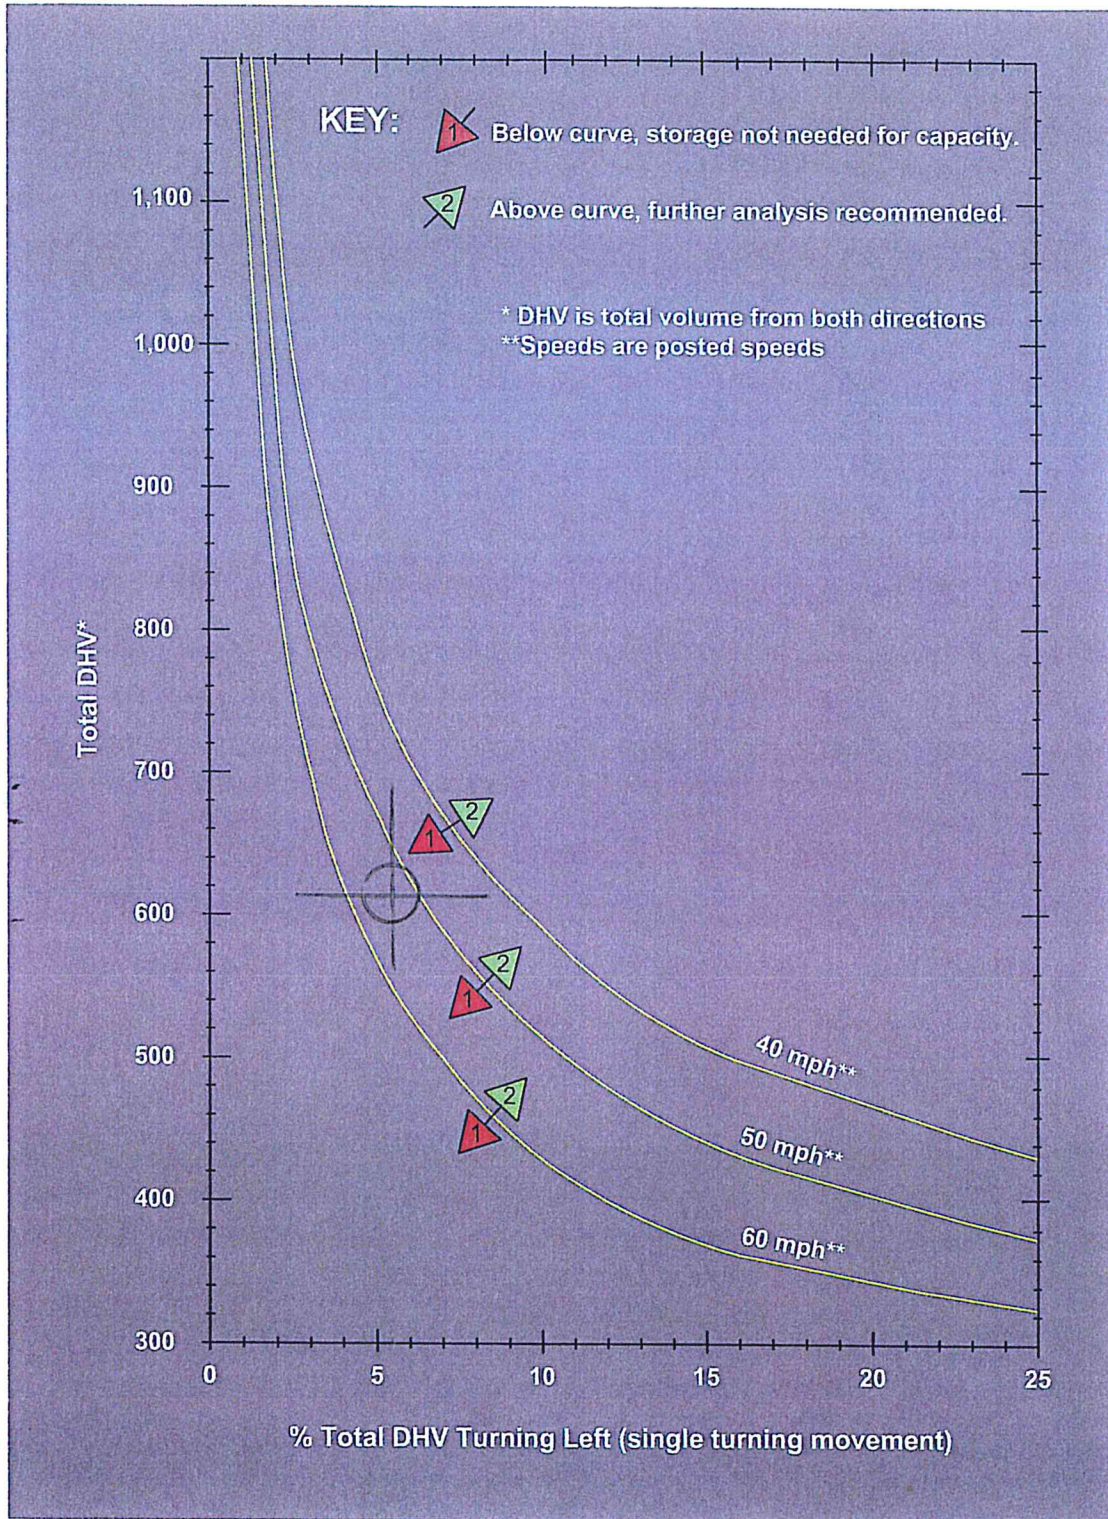 KEY:
1 Below curve, storage not needed for capacity.
2 Above curve, further analysis recommended.
* DHV is total volume from both directions
**Speeds are posted speeds
Total DHV*
1,100
1,000
900
800
700
600
500
400
300
2
1
2
1
2
1
40 mph**
50 mph**
60 mph**
0 5 10 15 20 25
% Total DHV Turning Left (single turning movement)